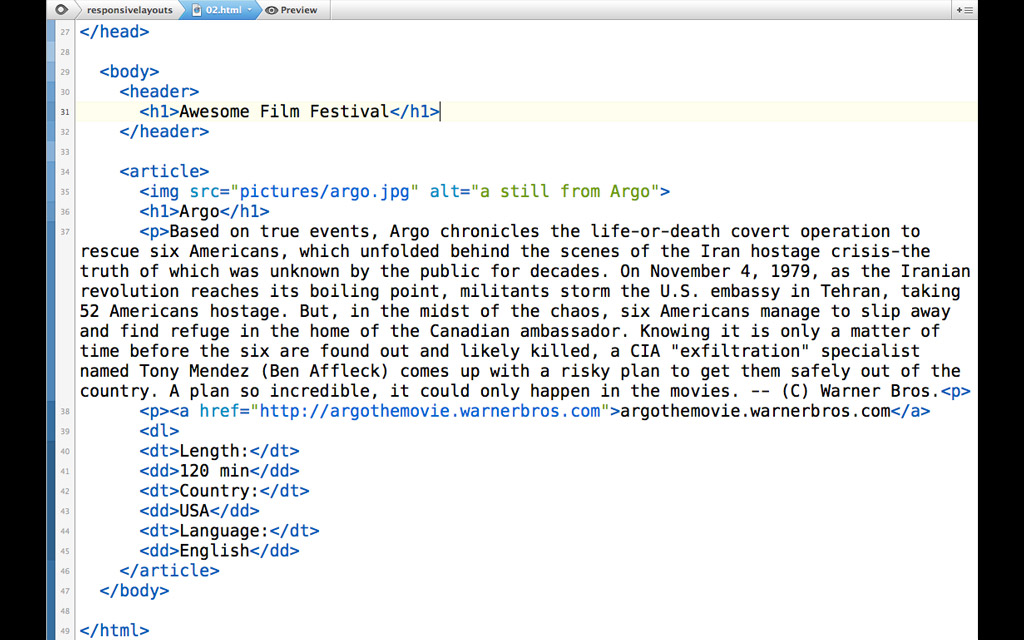 responsivelayouts 02.html Preview
27 </head>
28
29 <body>
30 <header>
31 <h1>Awesome Film Festival</h1>
32 </header>
33
34 <article>
35 <img src="pictures/argo.jpg" alt="a still from Argo">
36 <h1>Argo</h1>
37 <p>Based on true events, Argo chronicles the life-or-death covert operation to
rescue six Americans, which unfolded behind the scenes of the Iran hostage crisis-the
truth of which was unknown by the public for decades. On November 4, 1979, as the Iranian
revolution reaches its boiling point, militants storm the U.S. embassy in Tehran, taking
52 Americans hostage. But, in the midst of the chaos, six Americans manage to slip away
and find refuge in the home of the Canadian ambassador. Knowing it is only a matter of
time before the six are found out and likely killed, a CIA "exfiltration" specialist
named Tony Mendez (Ben Affleck) comes up with a risky plan to get them safely out of the
country. A plan so incredible, it could only happen in the movies. -- (C) Warner Bros.<p>
38 <p><a href="http://argothemovie.warnerbros.com">argothemovie.warnerbros.com</a>
39 <dl>
40 <dt>Length:</dt>
41 <dd>120 min</dd>
42 <dt>Country:</dt>
43 <dd>USA</dd>
44 <dt>Language:</dt>
45 <dd>English</dd>
46 </article>
47 </body>
48
49 </html>